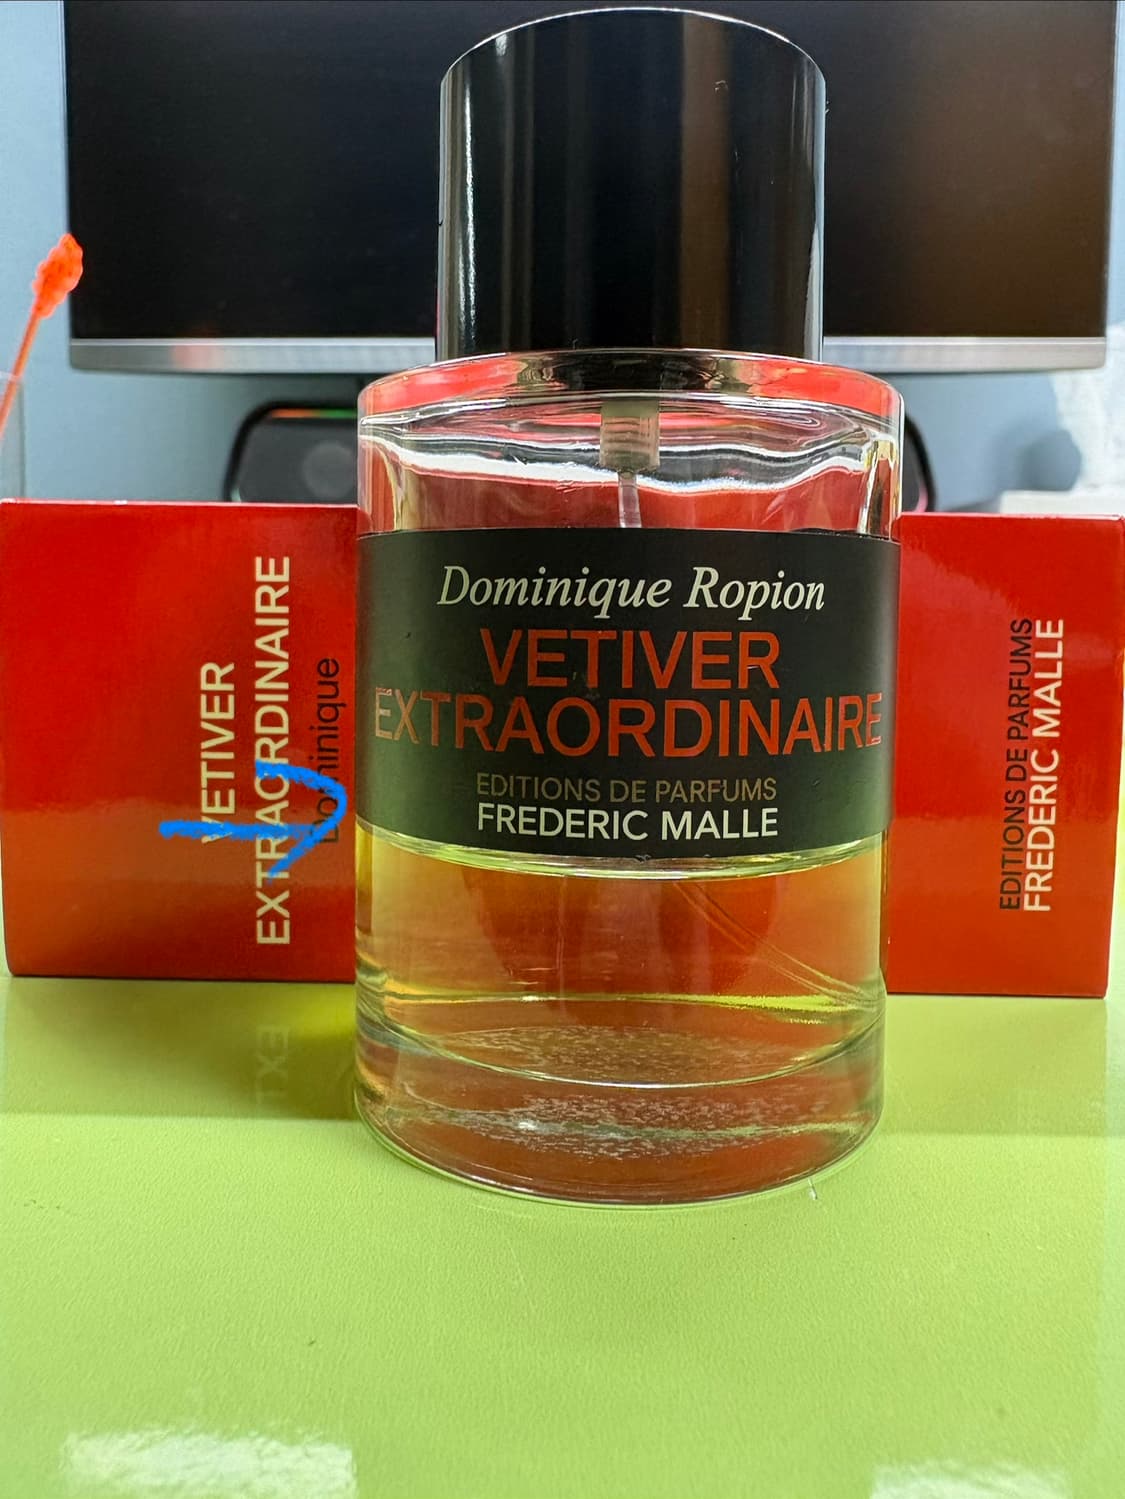 Dominique Ropion
VETIVER
EXTRAORDINAIRE
EDITIONS DE PARFUMS
FREDERIC MALLE
VETIVER
EXTRAORDINAIRE
Dominique
EDITIONS DE PARFUMS
FREDERIC MALLE